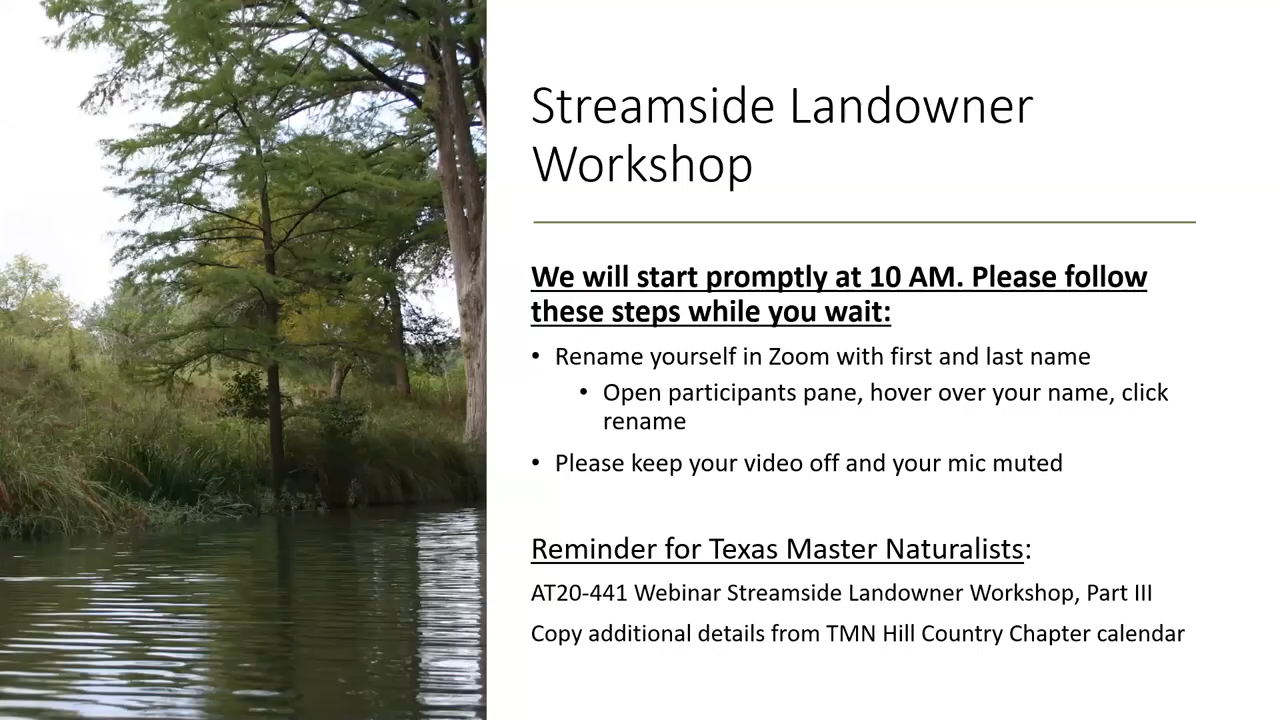 Streamside Landowner
Workshop
We will start promptly at 10 AM. Please follow
these steps while you wait:
• Rename yourself in Zoom with first and last name
• Open participants pane, hover over your name, click
rename
• Please keep your video off and your mic muted
Reminder for Texas Master Naturalists:
AT20-441 Webinar Streamside Landowner Workshop, Part III
Copy additional details from TMN Hill Country Chapter calendar